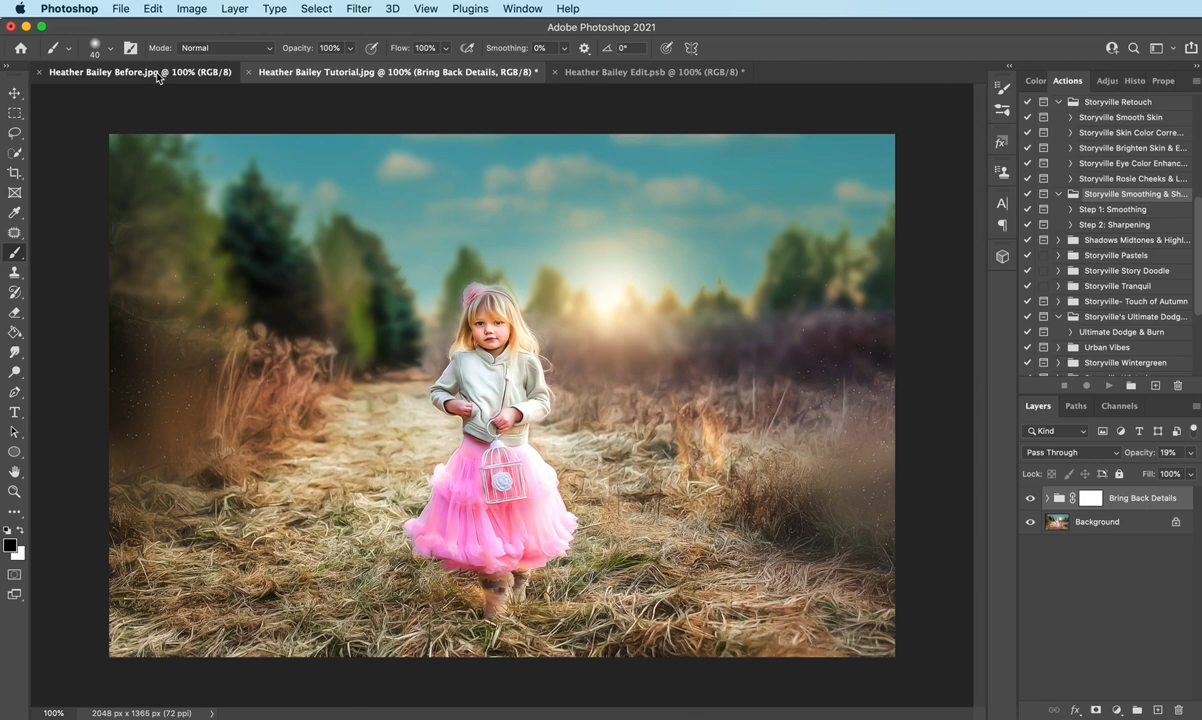 Photoshop File Edit Image Layer Type Select Filter 3D View Plugins Window Help
Adobe Photoshop 2021
40 Mode: Normal Opacity: 100% Flow: 100% Smoothing: 0% 0°
Heather Bailey Before.jpg @ 100% (RGB/8) Heather Bailey Tutorial.jpg @ 100% (Bring Back Details, RGB/8) * Heather Bailey Edit.psb @ 100% (RGB/8) *
Color Actions Adjus Histo Prope
Storyville Retouch
Storyville Smooth Skin
Storyville Skin Color Corre...
Storyville Brighten Skin & E...
Storyville Eye Color Enhanc...
Storyville Rosie Cheeks & L...
Storyville Smoothing & Sh...
Step 1: Smoothing
Step 2: Sharpening
Shadows Midtones & Highl...
Storyville Pastels
Storyville Story Doodle
Storyville Tranquil
Storyville- Touch of Autumn
Storyville's Ultimate Dodg...
Ultimate Dodge & Burn
Urban Vibes
Storyville Wintergreen
Layers Paths Channels
Kind
Pass Through Opacity: 19%
Lock: Fill: 100%
Bring Back Details
Background
100% 2048 px x 1365 px (72 ppi)